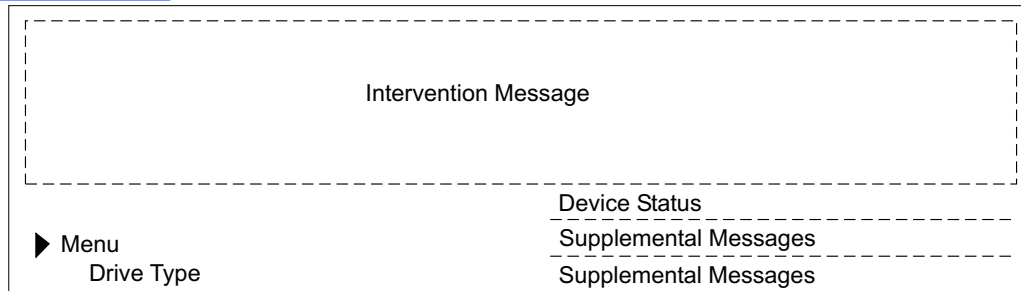 Intervention Message
Device Status
Menu
Supplemental Messages
Drive Type
Supplemental Messages